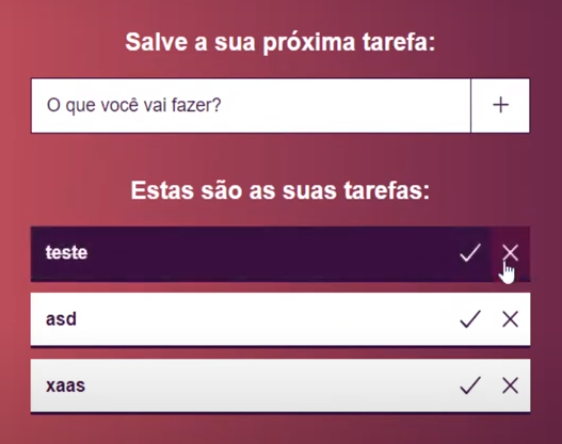 Salve a sua próxima tarefa:
O que você vai fazer?
Estas são as suas tarefas:
teste
asd
xaas